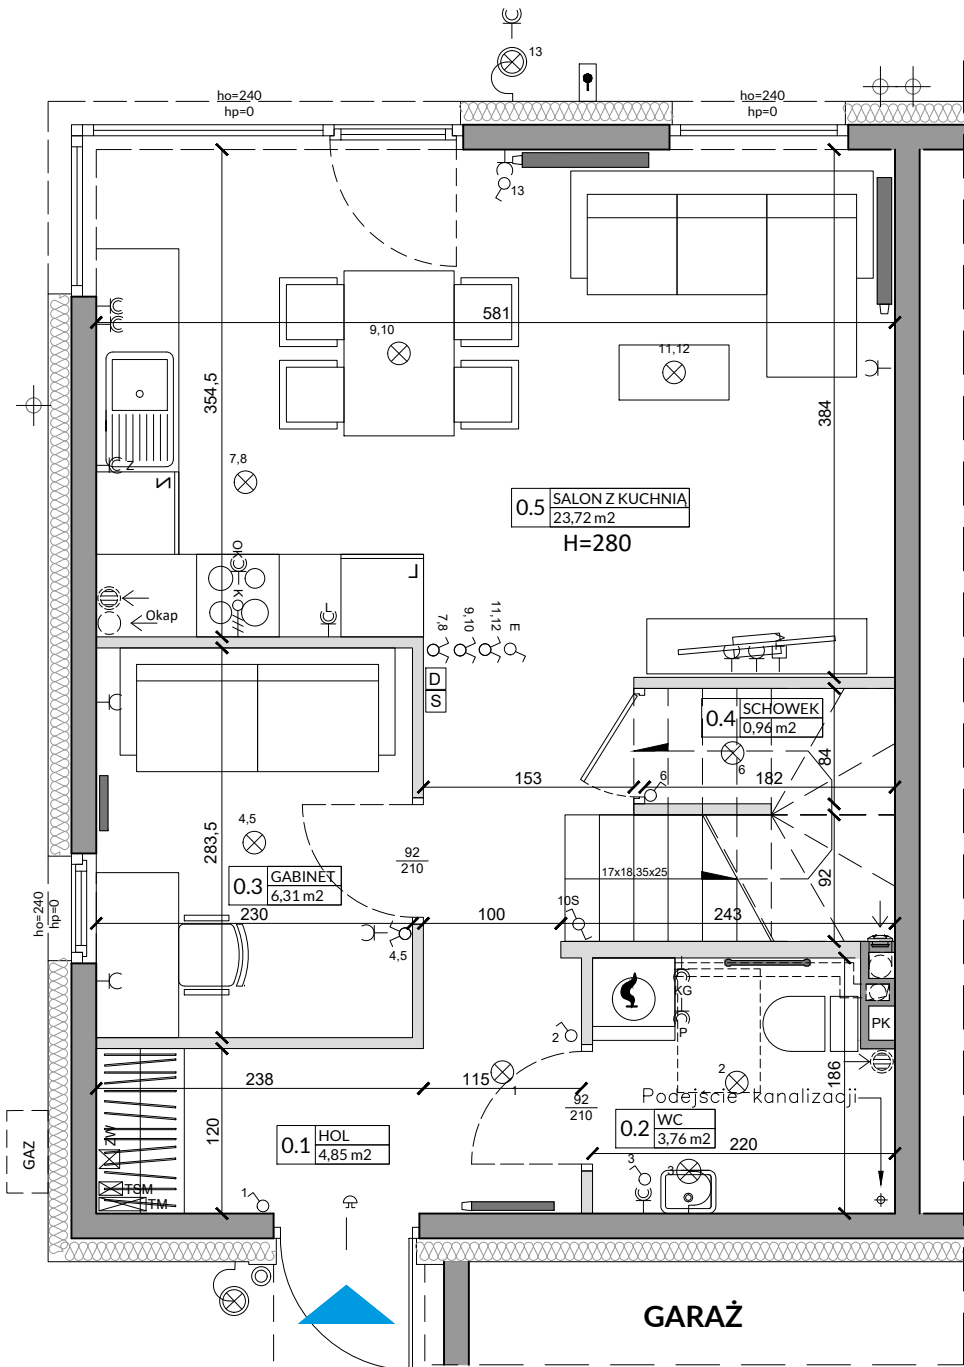 13
ho=240
hp=0
ho=240
hp=0
13
581
9,10
11,12
354,5
384
7,8
Z
0.5
SALON Z KUCHNIĄ
23,72 m2
H=280
OK
K
L
L
Okap
7,8
9,10
11,12
E
D
S
0.4
SCHOWEK
0,96 m2
6
84
153
6
182
4,5
283,5
92
210
17x18,35x25
92
0.3
GABINET
6,31 m2
ho=240
hp=0
230
100
10S
243
4,5
KG
P
PK
2
238
115
1
2
186
92
210
Podejście kanalizacji
120
0.1
HOL
4,85 m2
0.2
WC
3,76 m2
220
GAZ
ZW
3
3
TSM
TM
1
GARAŻ